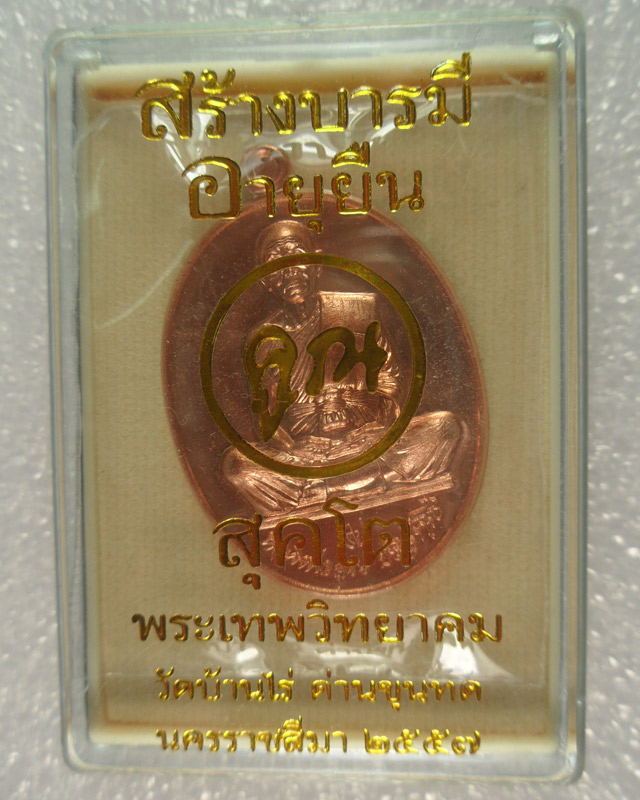 สร้างบารมี
อายุยืน
คูณ
สุคโต
พระเทพวิทยาคม
วัดบ้านไร่ ด่านขุนทด
นครราชสีมา ๒๕๕๗